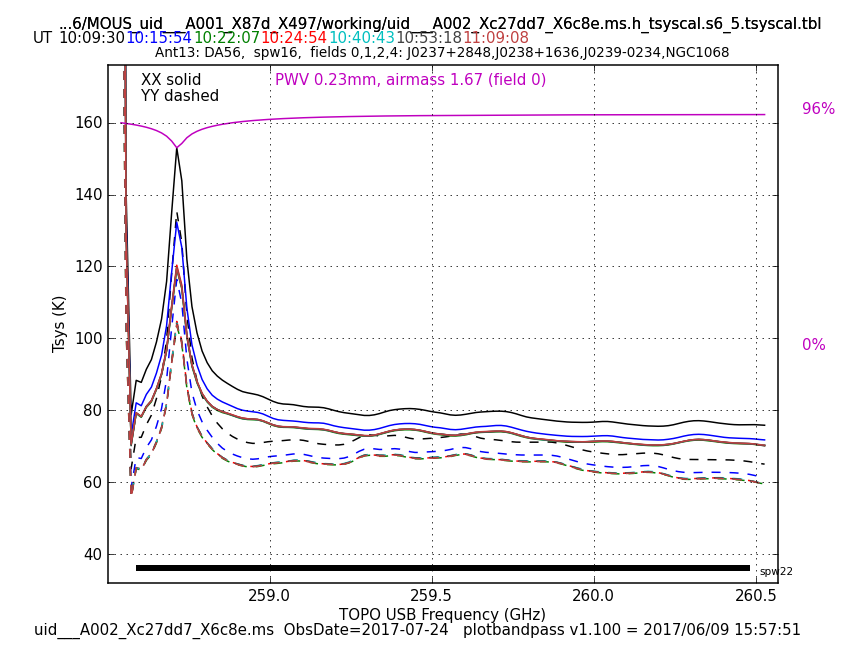 ...6/MOUS_uid___A001_X87d_X497/working/uid___A002_Xc27dd7_X6c8e.ms.h_tsyscal.s6_5.tsyscal.tbl
UT 10:09:30 10:15:54 10:22:07 10:24:54 10:40:43 10:53:18 11:09:08
Ant13: DA56, spw16, fields 0,1,2,4: J0237+2848,J0238+1636,J0239-0234,NGC1068
XX solid
YY dashed
PWV 0.23mm, airmass 1.67 (field 0)
96%
0%
160
140
120
100
80
60
40
Tsys (K)
spw22
259.0
259.5
260.0
260.5
TOPO USB Frequency (GHz)
uid___A002_Xc27dd7_X6c8e.ms ObsDate=2017-07-24 plotbandpass v1.100 = 2017/06/09 15:57:51